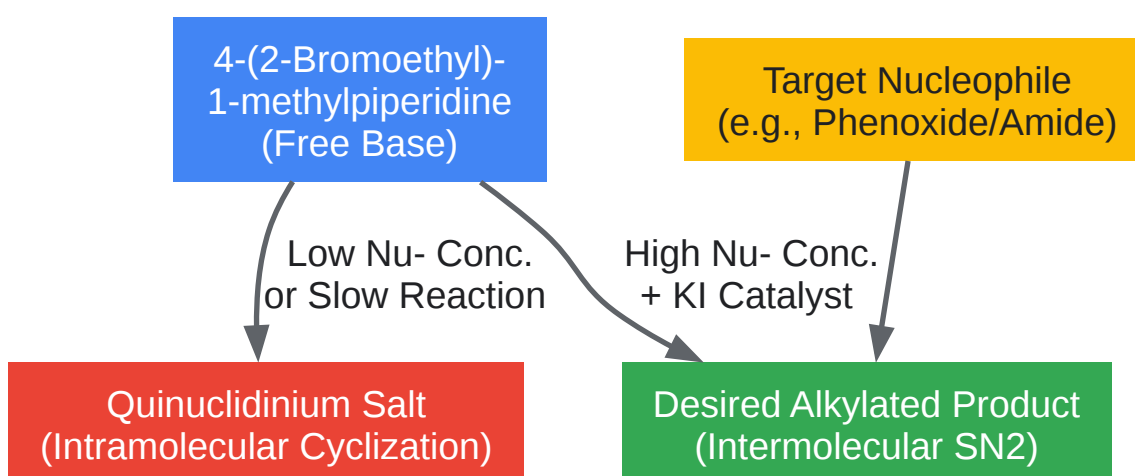 4-(2-Bromoethyl)-
1-methylpiperidine
(Free Base)
Target Nucleophile
(e.g., Phenoxide/Amide)
Low Nu- Conc.
or Slow Reaction
High Nu- Conc.
+ KI Catalyst
Quinuclidinium Salt
(Intramolecular Cyclization)
Desired Alkylated Product
(Intermolecular SN2)